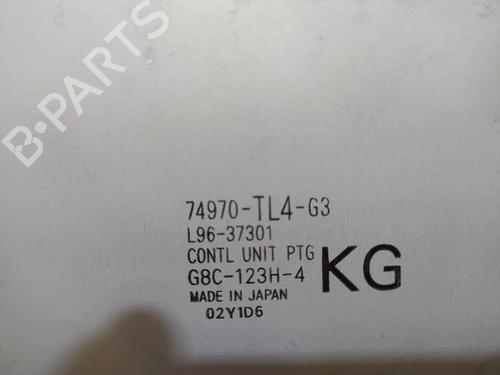 B-PARTS
74970-TL4-G3
L96-37301
CONTL UNIT PTG
G8C-123H-4 KG
MADE IN JAPAN
02Y1D6